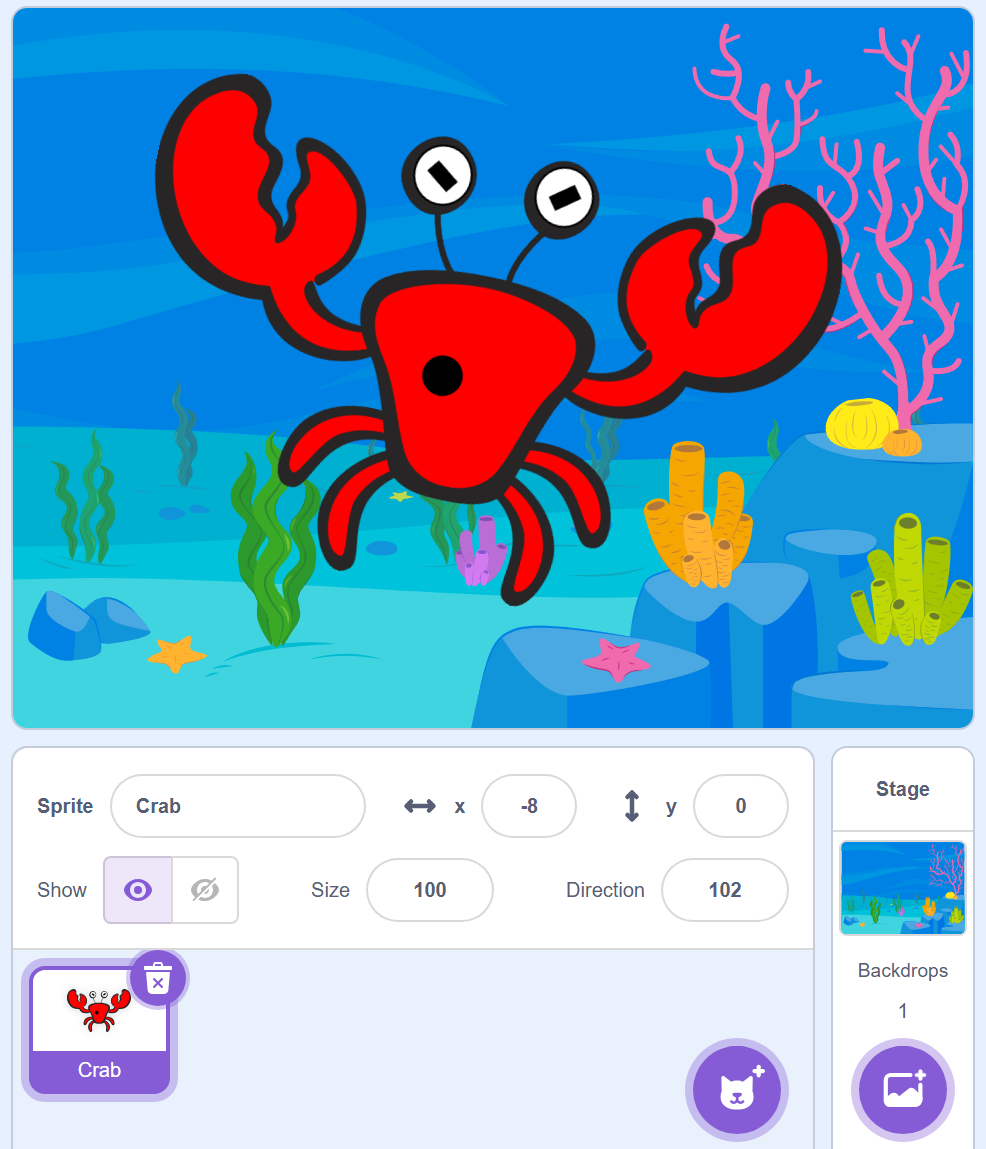 Sprite Crab x -8 y 0
Stage
Show Size 100 Direction 102
Backdrops
1
Crab